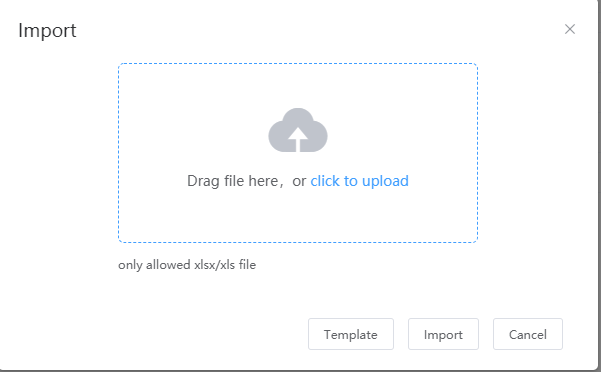 Import
Drag file here，or click to upload
only allowed xlsx/xls file
Template Import Cancel